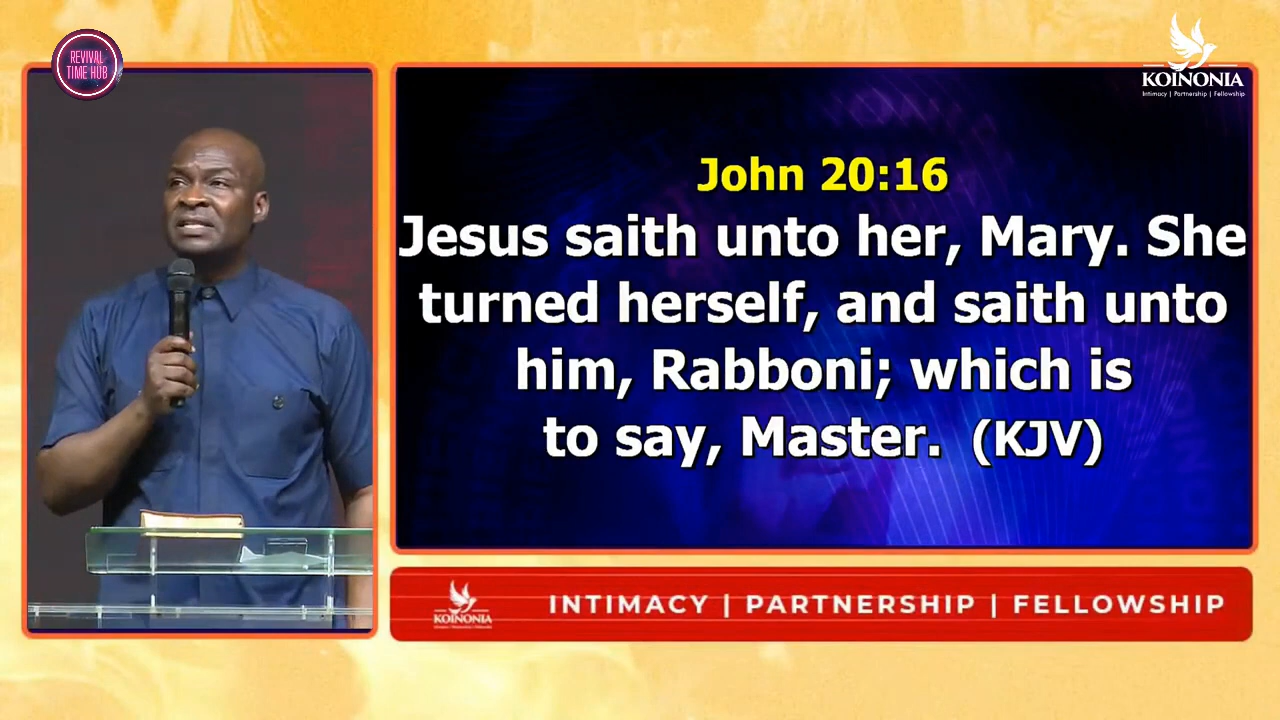 REVIVAL
TIME HUB
KOINONIA
Intimacy | Partnership | Fellowship
John 20:16
Jesus saith unto her, Mary. She
turned herself, and saith unto
him, Rabboni; which is
to say, Master. (KJV)
KOINONIA
INTIMACY | PARTNERSHIP | FELLOWSHIP